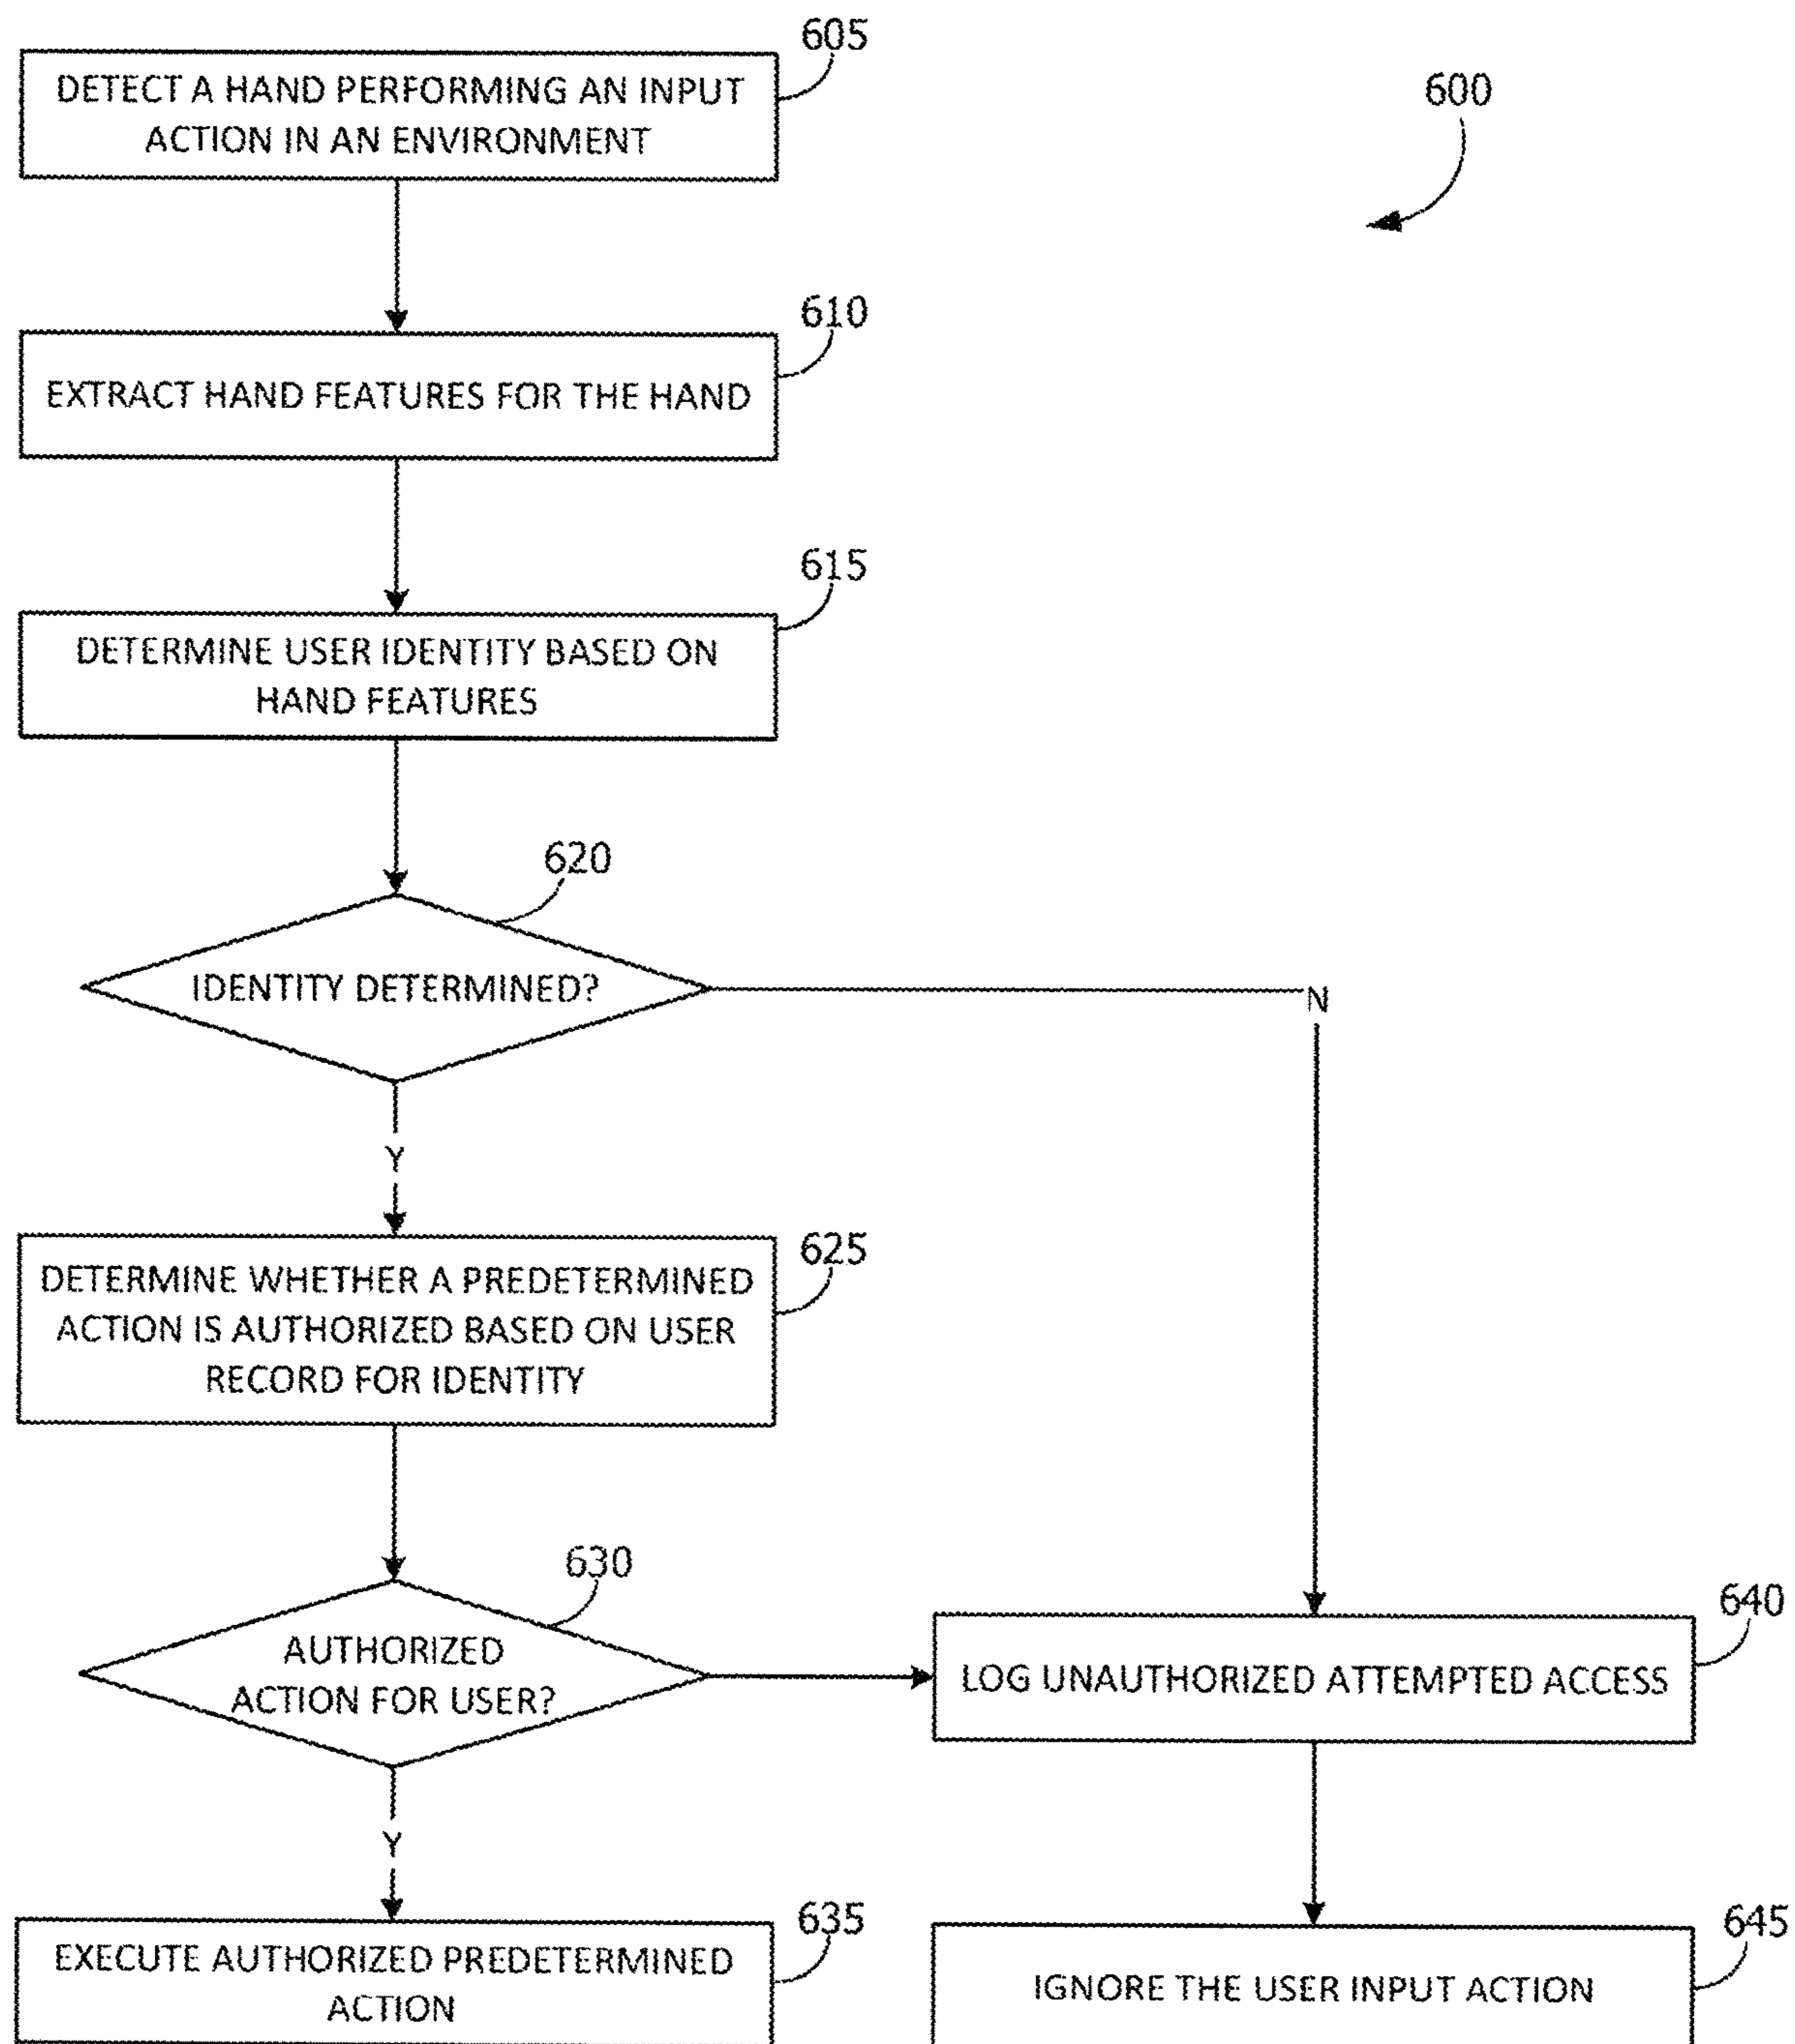 605
DETECT A HAND PERFORMING AN INPUT
ACTION IN AN ENVIRONMENT
600
610
EXTRACT HAND FEATURES FOR THE HAND
615
DETERMINE USER IDENTITY BASED ON
HAND FEATURES
620
IDENTITY DETERMINED?
N
Y
625
DETERMINE WHETHER A PREDETERMINED
ACTION IS AUTHORIZED BASED ON USER
RECORD FOR IDENTITY
630
AUTHORIZED
ACTION FOR USER?
640
LOG UNAUTHORIZED ATTEMPTED ACCESS
Y
635
EXECUTE AUTHORIZED PREDETERMINED
ACTION
645
IGNORE THE USER INPUT ACTION